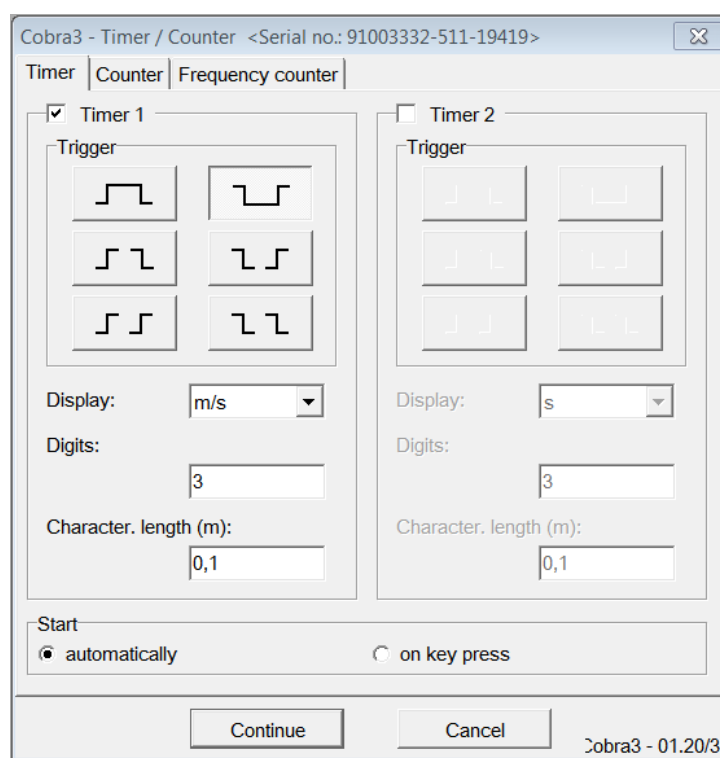 Cobra3 - Timer / Counter <Serial no.: 91003332-511-19419>
Timer Counter Frequency counter
Timer 1
Trigger
Display:
m/s
Digits:
3
Character. length (m):
0,1
Timer 2
Trigger
Display:
s
Digits:
3
Character. length (m):
0,1
Start
automatically
on key press
Continue
Cancel
Cobra3 - 01.20/3